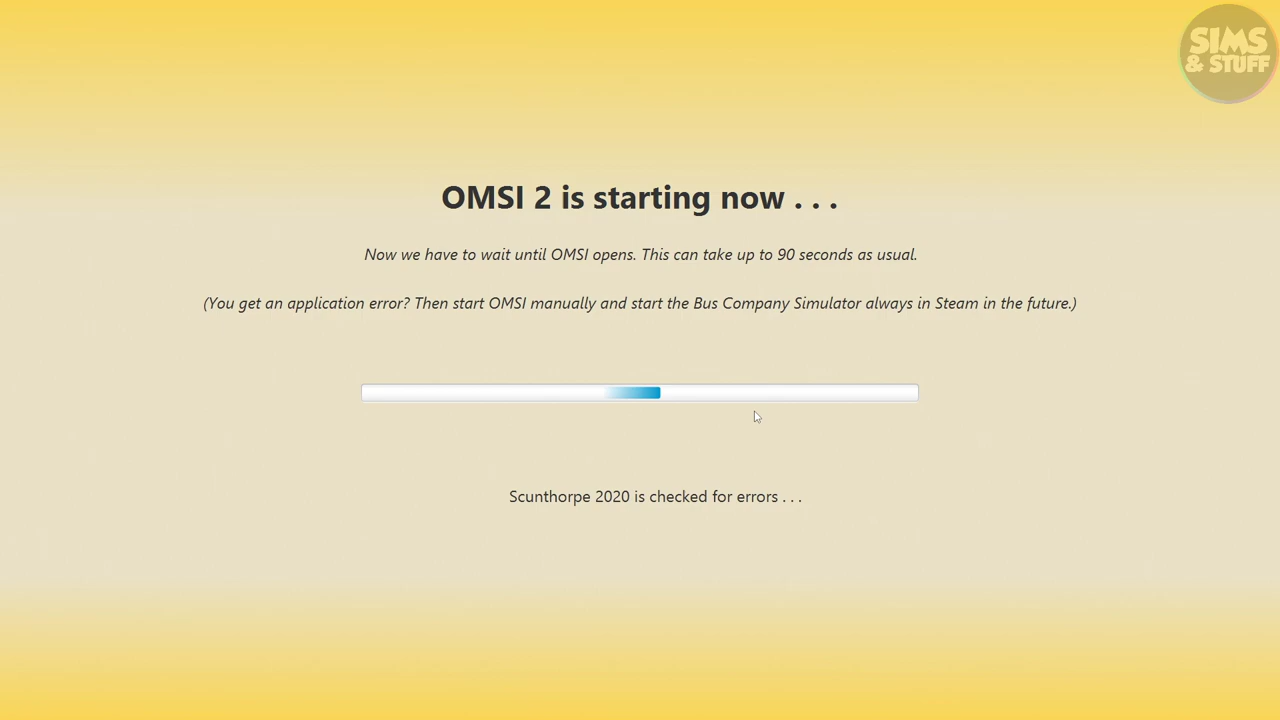 SIMS
& STUFF
OMSI 2 is starting now . . .
Now we have to wait until OMSI opens. This can take up to 90 seconds as usual.
(You get an application error? Then start OMSI manually and start the Bus Company Simulator always in Steam in the future.)
Scunthorpe 2020 is checked for errors . . .